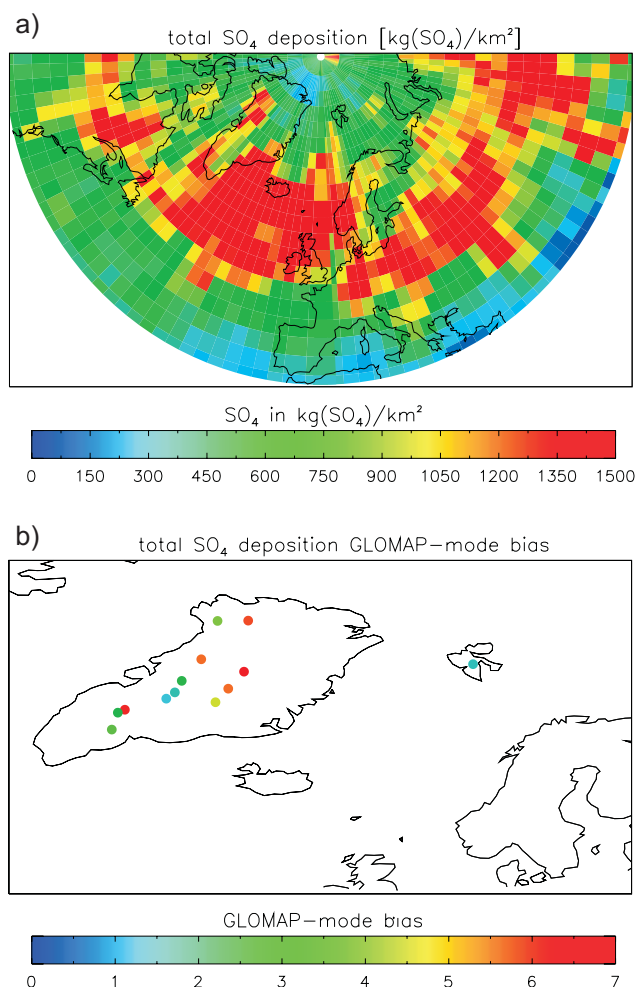 a)
total SO₄ deposition [kg(SO₄)/km²]
SO₄ in kg(SO₄)/km²
0 150 300 450 600 750 900 1050 1200 1350 1500
b)
total SO₄ deposition GLOMAP-mode bias
GLOMAP-mode bias
0 1 2 3 4 5 6 7